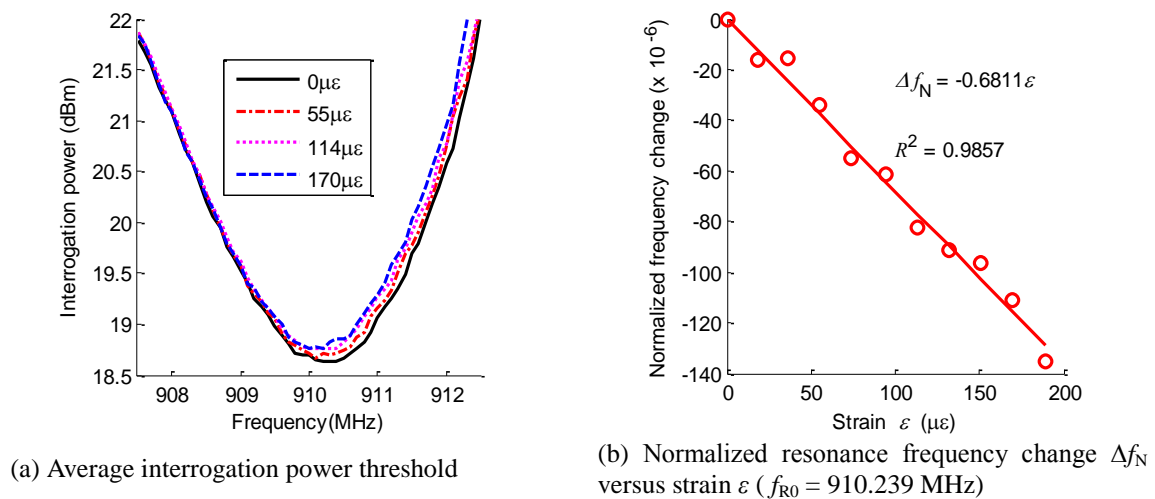 22
21.5
21
20.5
20
19.5
19
18.5
908 909 910 911 912
Interrogation power (dBm)
Frequency(MHz)
0µε
55µε
114µε
170µε
(a) Average interrogation power threshold
0
-20
-40
-60
-80
-100
-120
-140
0 50 100 150 200
Normalized frequency change (x 10^-6)
Strain ε (µε)
Δf_N = -0.6811ε
R² = 0.9857
(b) Normalized resonance frequency change Δf_N
versus strain ε ( f_R0 = 910.239 MHz)